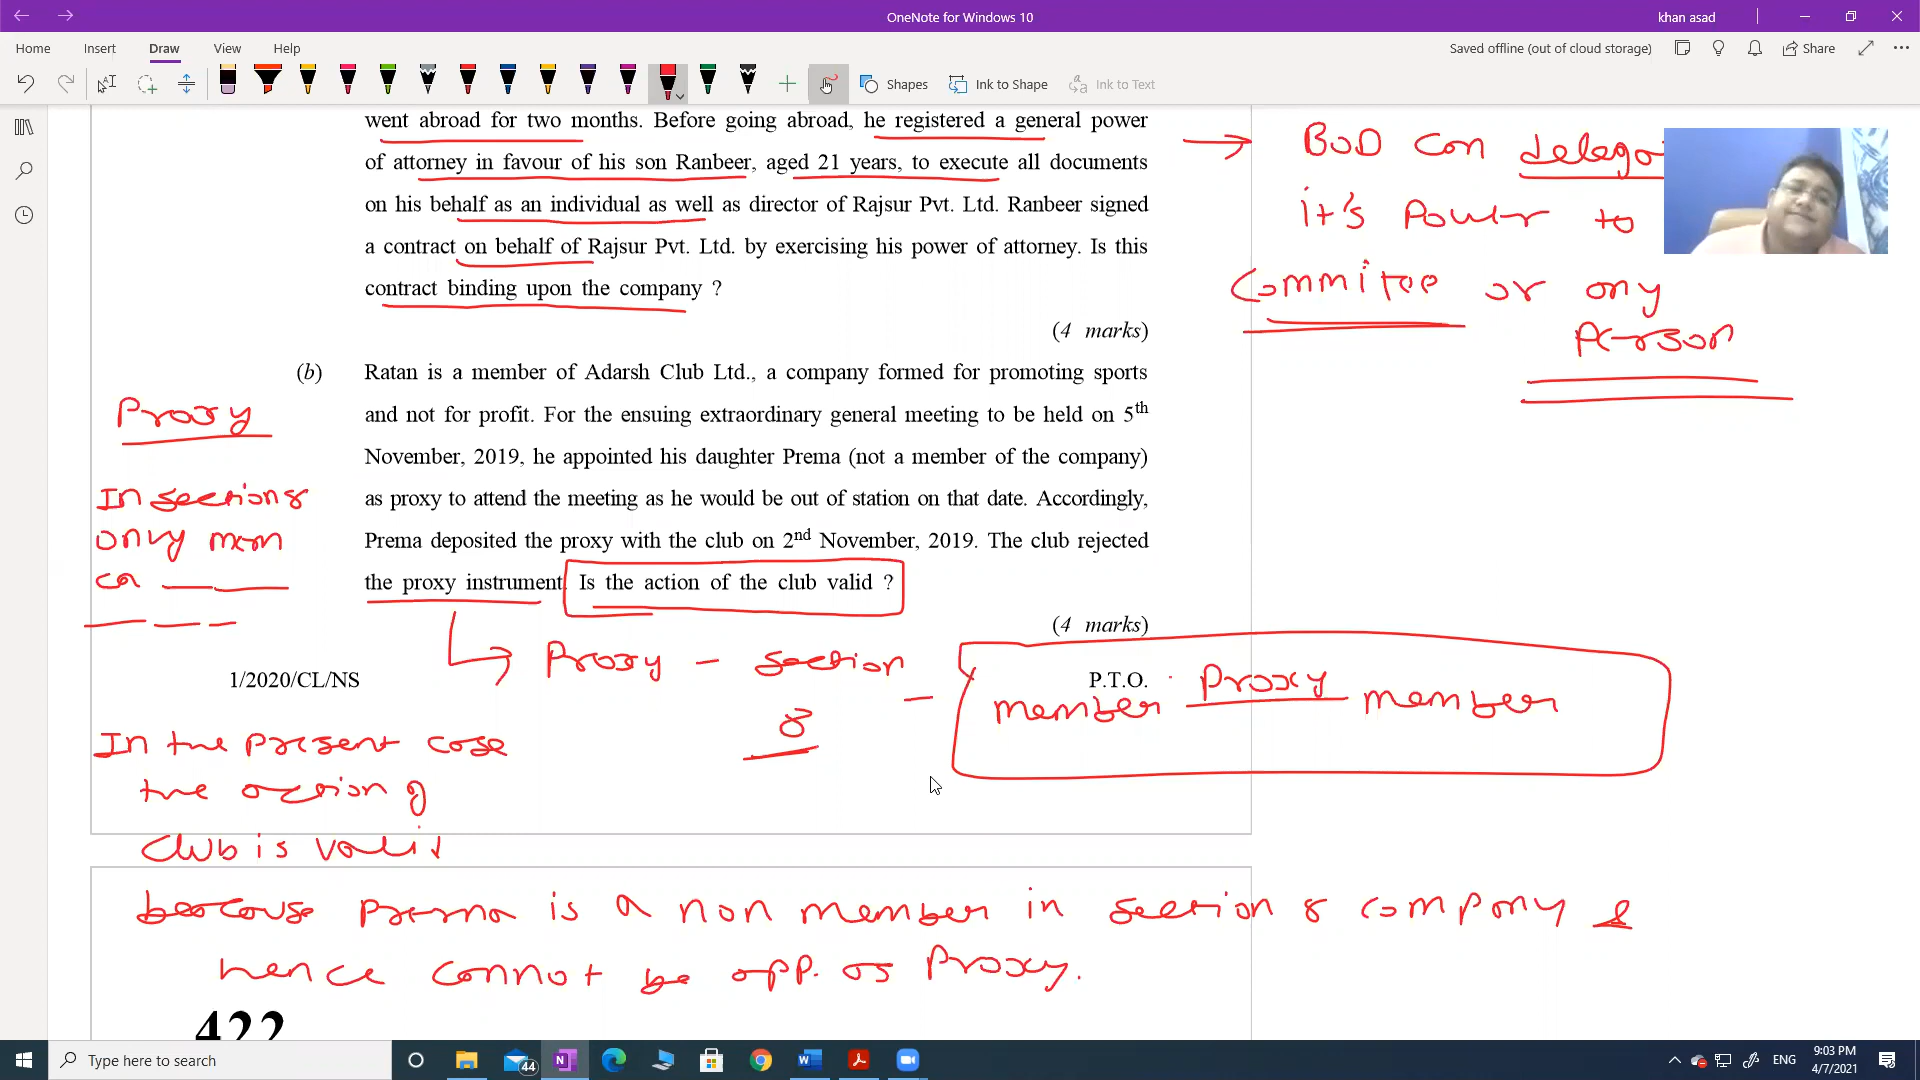 OneNote for Windows 10
khan asad
Home
Insert
Draw
View
Help
Saved offline (out of cloud storage)
Share
Shapes
Ink to Shape
Ink to Text
went abroad for two months. Before going abroad, he registered a general power
of attorney in favour of his son Ranbeer, aged 21 years, to execute all documents
on his behalf as an individual as well as director of Rajsur Pvt. Ltd. Ranbeer signed
a contract on behalf of Rajsur Pvt. Ltd. by exercising his power of attorney. Is this
contract binding upon the company ?
(4 marks)
BOD can
it's Power to
Committee or any
Person
(b) Ratan is a member of Adarsh Club Ltd., a company formed for promoting sports
and not for profit. For the ensuing extraordinary general meeting to be held on 5th
November, 2019, he appointed his daughter Prema (not a member of the company)
as proxy to attend the meeting as he would be out of station on that date. Accordingly,
Prema deposited the proxy with the club on 2nd November, 2019. The club rejected
the proxy instrument. Is the action of the club valid ?
(4 marks)
Proxy
In section 8
only mem
ca
Proxy - section
8
-
member Proxy member
1/2020/CL/NS
P.T.O.
In the present case
the action of
Club is valid
because prema is a non member in section 8 company &
hence cannot be app. as Proxy.
422
Type here to search
44
ENG
9:03 PM
4/7/2021